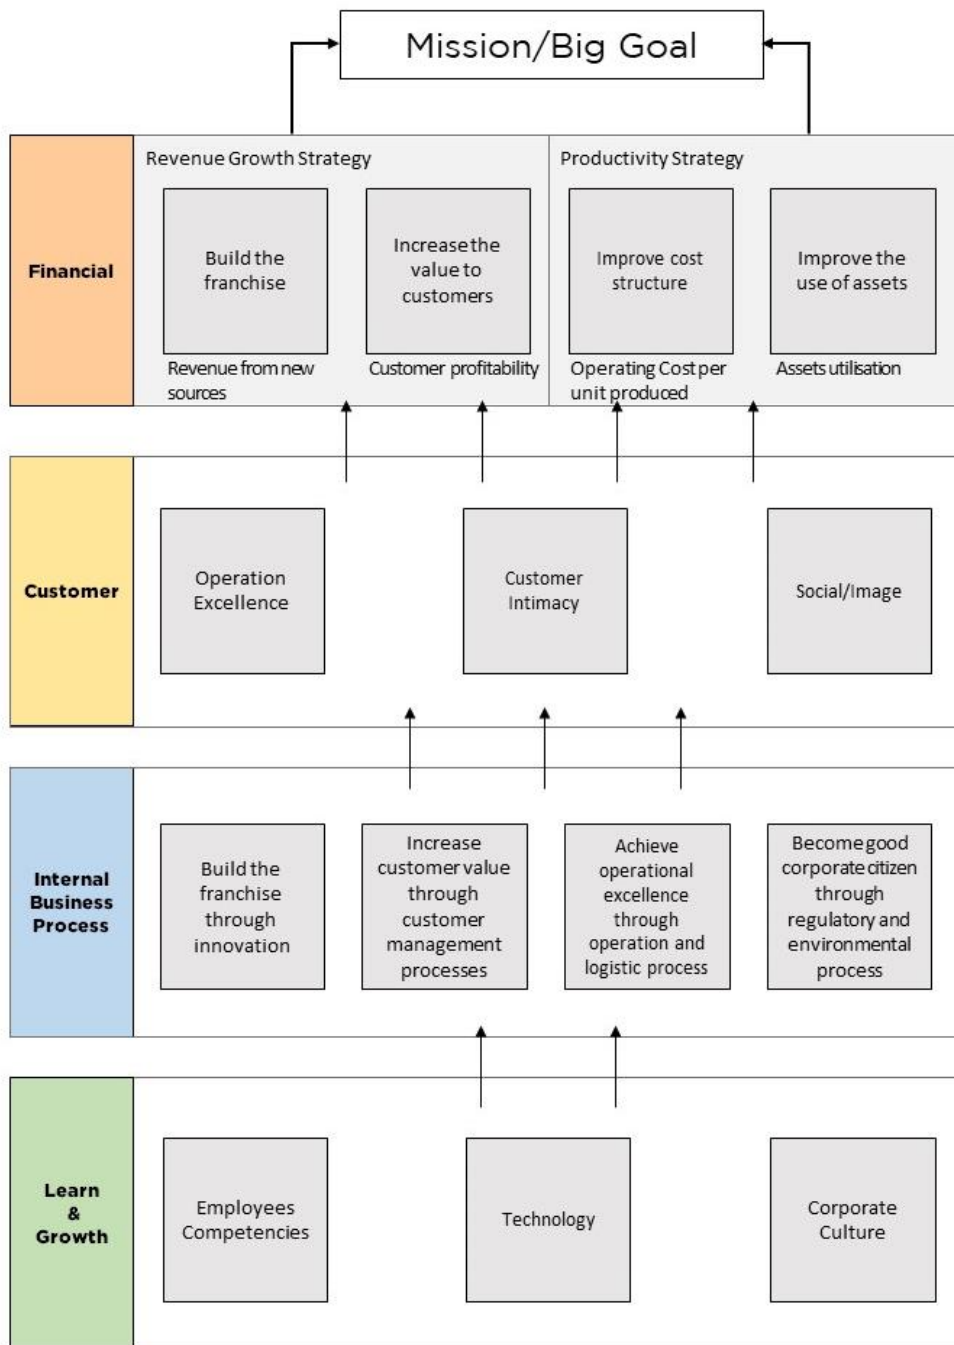 Mission/Big Goal
Financial
Revenue Growth Strategy
Build the
franchise
Revenue from new
sources
Increase the
value to
customers
Customer profitability
Productivity Strategy
Improve cost
structure
Operating Cost per
unit produced
Improve the
use of assets
Assets utilisation
Customer
Operation
Excellence
Customer
Intimacy
Social/Image
Internal
Business
Process
Build the
franchise
through
innovation
Increase
customer value
through
customer
management
processes
Achieve
operational
excellence
through
operation and
logistic process
Become good
corporate citizen
through
regulatory and
environmental
process
Learn
&
Growth
Employees
Competencies
Technology
Corporate
Culture